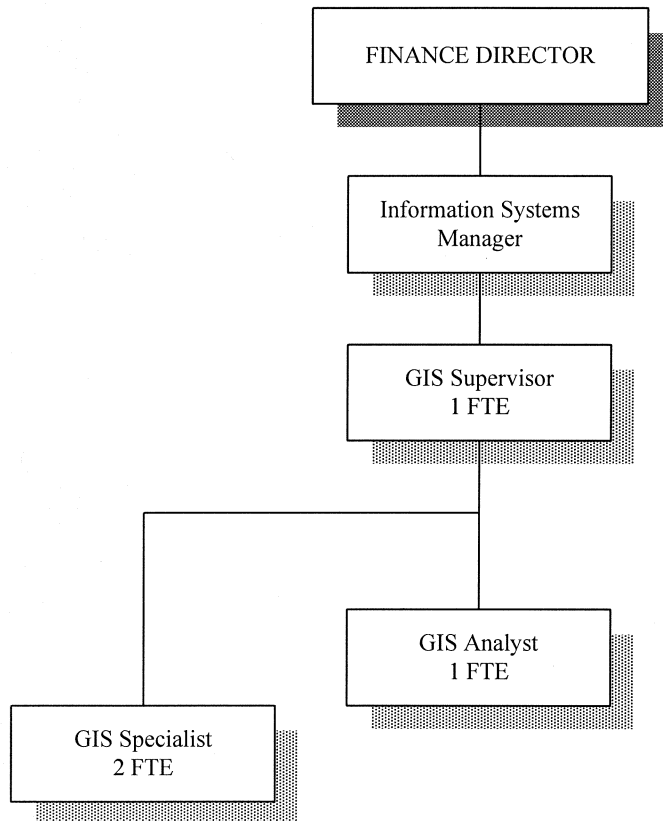 FINANCE DIRECTOR
Information Systems
Manager
GIS Supervisor
1 FTE
GIS Analyst
1 FTE
GIS Specialist
2 FTE